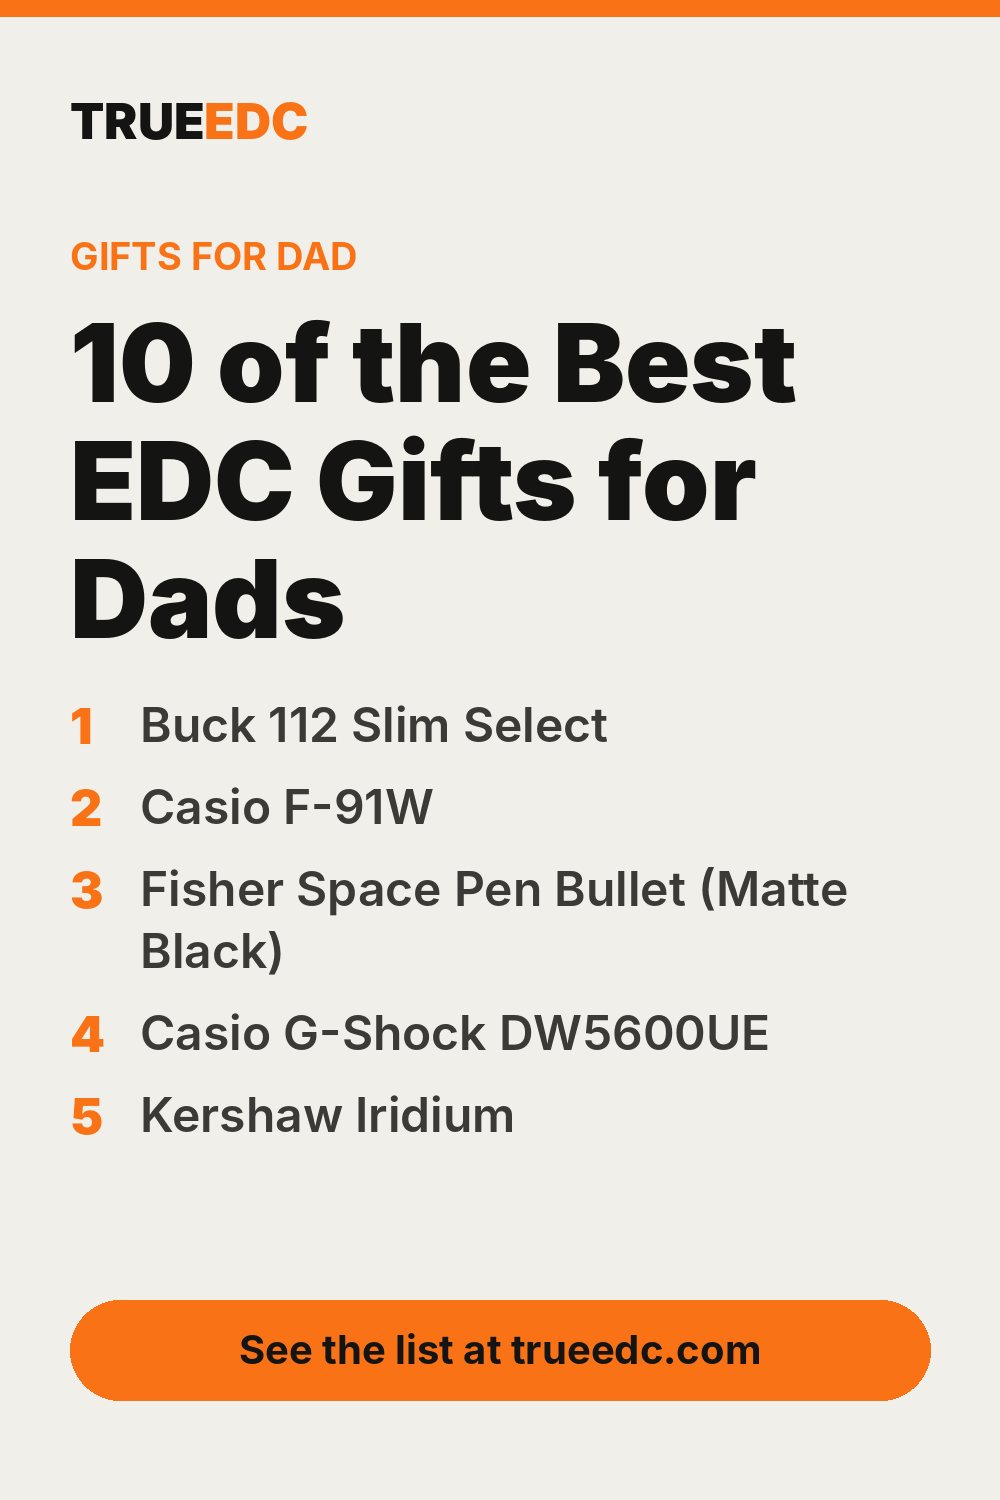 TRUEEDC
GIFTS FOR DAD
10 of the Best
EDC Gifts for
Dads
1 Buck 112 Slim Select
2 Casio F-91W
3 Fisher Space Pen Bullet (Matte
Black)
4 Casio G-Shock DW5600UE
5 Kershaw Iridium
See the list at trueedc.com